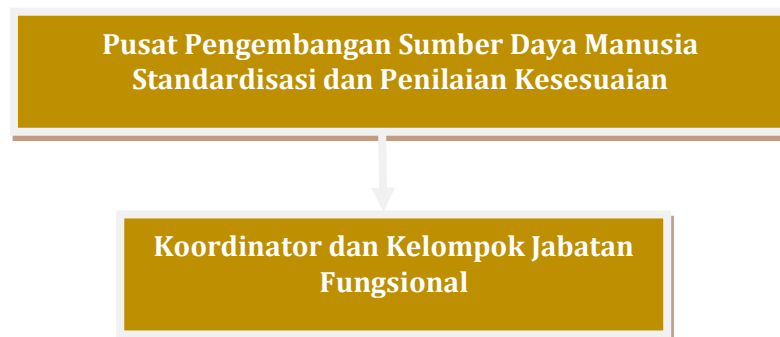 Pusat Pengembangan Sumber Daya Manusia
Standardisasi dan Penilaian Kesesuaian
Koordinator dan Kelompok Jabatan
Fungsional